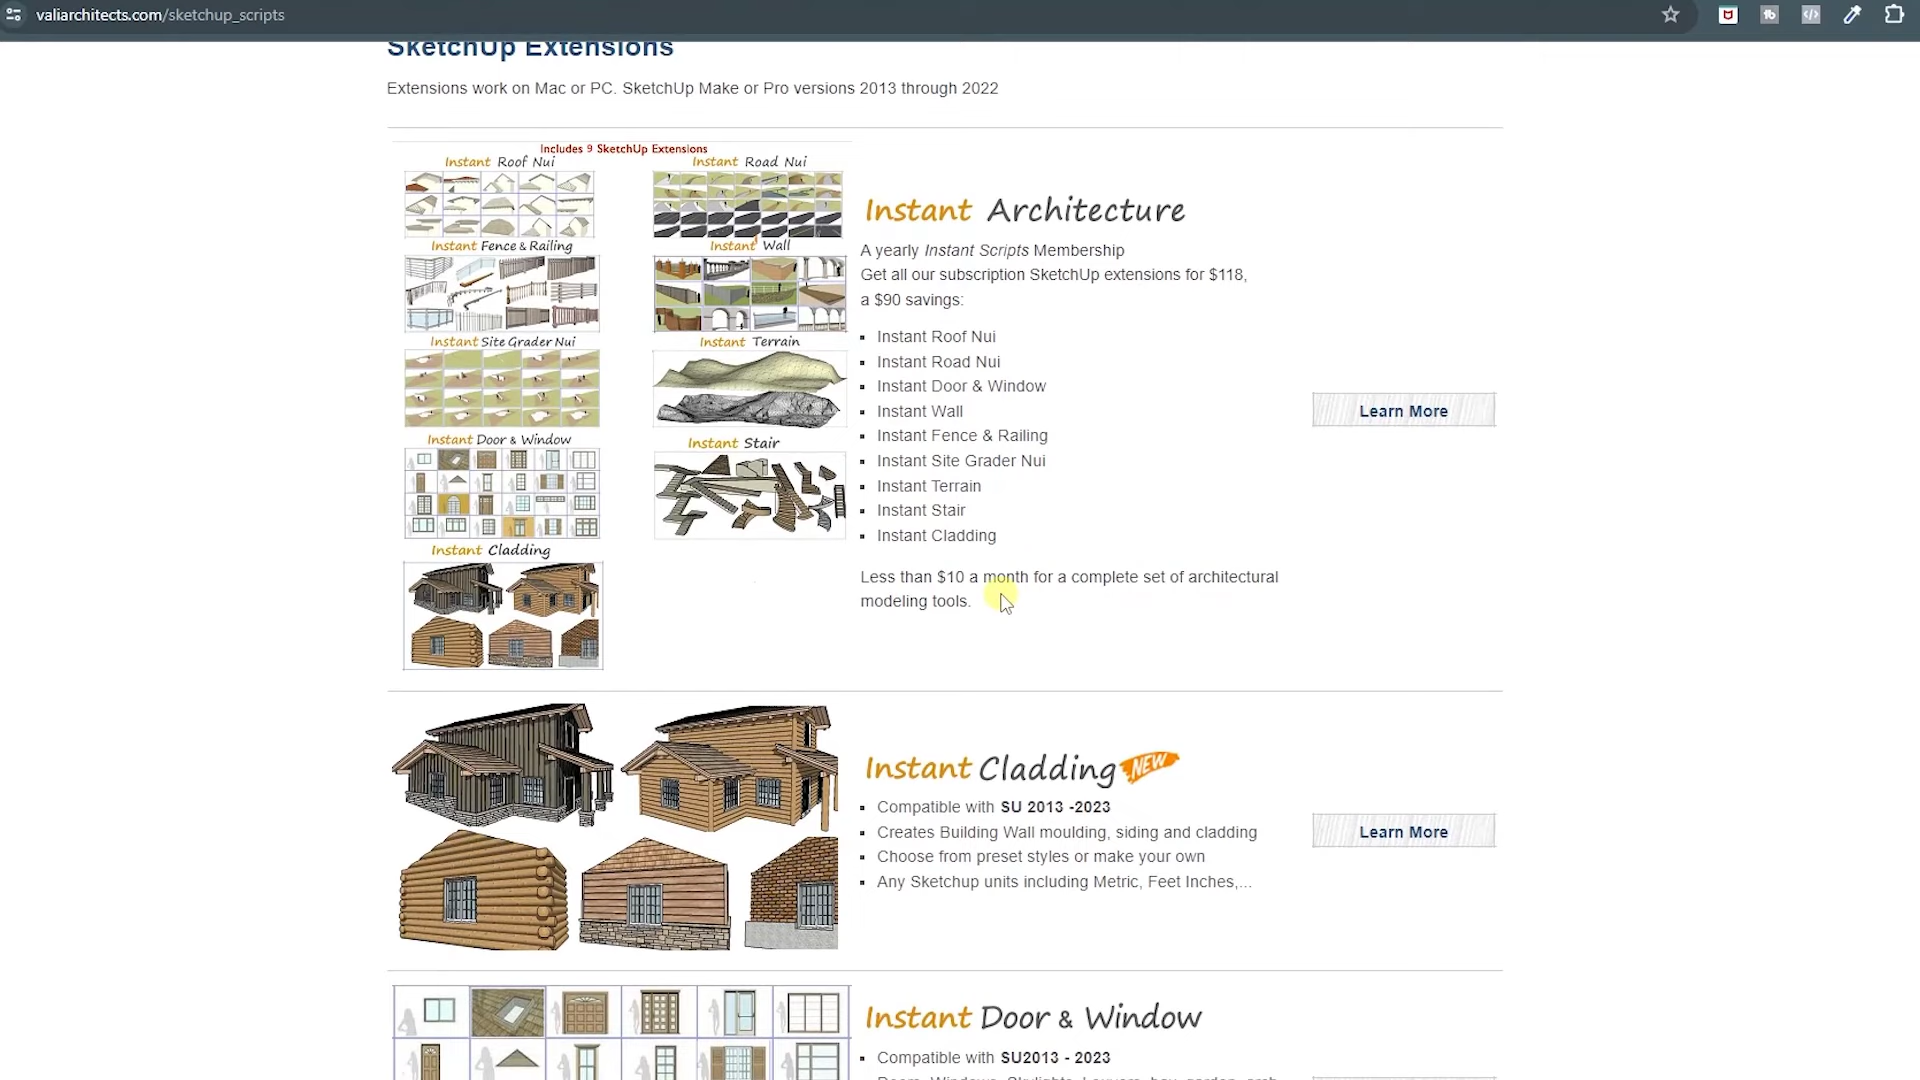 valiarchitects.com/sketchup_scripts
SketchUp Extensions
Extensions work on Mac or PC. SketchUp Make or Pro versions 2013 through 2022
Includes 9 SketchUp Extensions
Instant Roof Nui
Instant Road Nui
Instant Fence & Railing
Instant Wall
Instant Site Grader Nui
Instant Terrain
Instant Door & Window
Instant Stair
Instant Cladding
Instant Architecture
A yearly Instant Scripts Membership
Get all our subscription SketchUp extensions for $118,
a $90 savings:
Instant Roof Nui
Instant Road Nui
Instant Door & Window
Instant Wall
Instant Fence & Railing
Instant Site Grader Nui
Instant Terrain
Instant Stair
Instant Cladding
Less than $10 a month for a complete set of architectural
modeling tools.
Learn More
Instant Cladding NEW
Compatible with SU 2013 -2023
Creates Building Wall moulding, siding and cladding
Choose from preset styles or make your own
Any Sketchup units including Metric, Feet Inches,...
Learn More
Instant Door & Window
Compatible with SU2013 - 2023